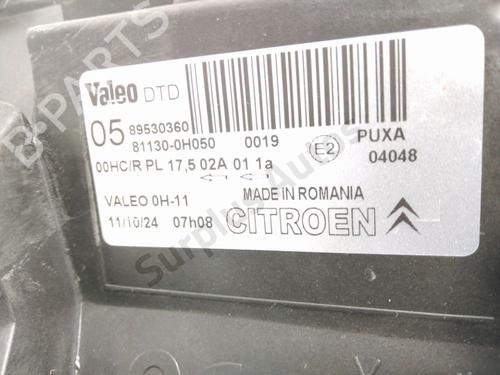 Valeo DTD
05 89530360
81130-0H050 0019 E2 PUXA
00HC/R PL 17,5 02A 01 1a 04048
VALEO 0H-11 MADE IN ROMANIA
11/10/24 07h08 CITROEN
B-PARTS
Surplus Autos